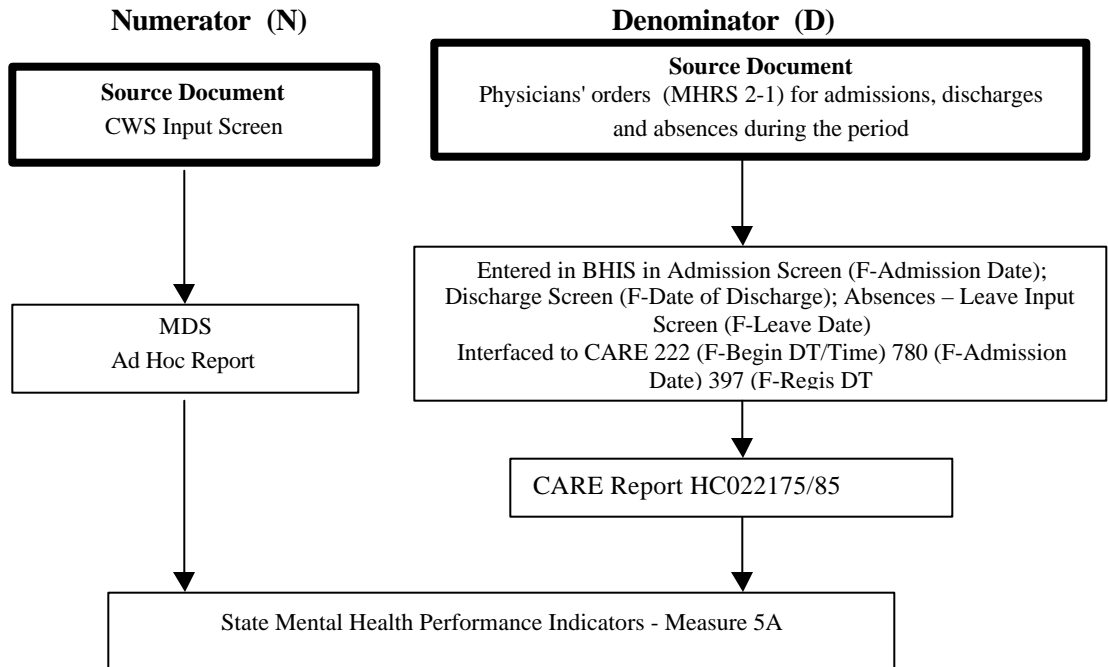 Numerator (N)
Denominator (D)
Source Document
CWS Input Screen
Source Document
Physicians' orders (MHRS 2-1) for admissions, discharges
and absences during the period
Entered in BHIS in Admission Screen (F-Admission Date);
Discharge Screen (F-Date of Discharge); Absences – Leave Input
Screen (F-Leave Date)
Interfaced to CARE 222 (F-Begin DT/Time) 780 (F-Admission
Date) 397 (F-Regis DT
MDS
Ad Hoc Report
CARE Report HC022175/85
State Mental Health Performance Indicators - Measure 5A